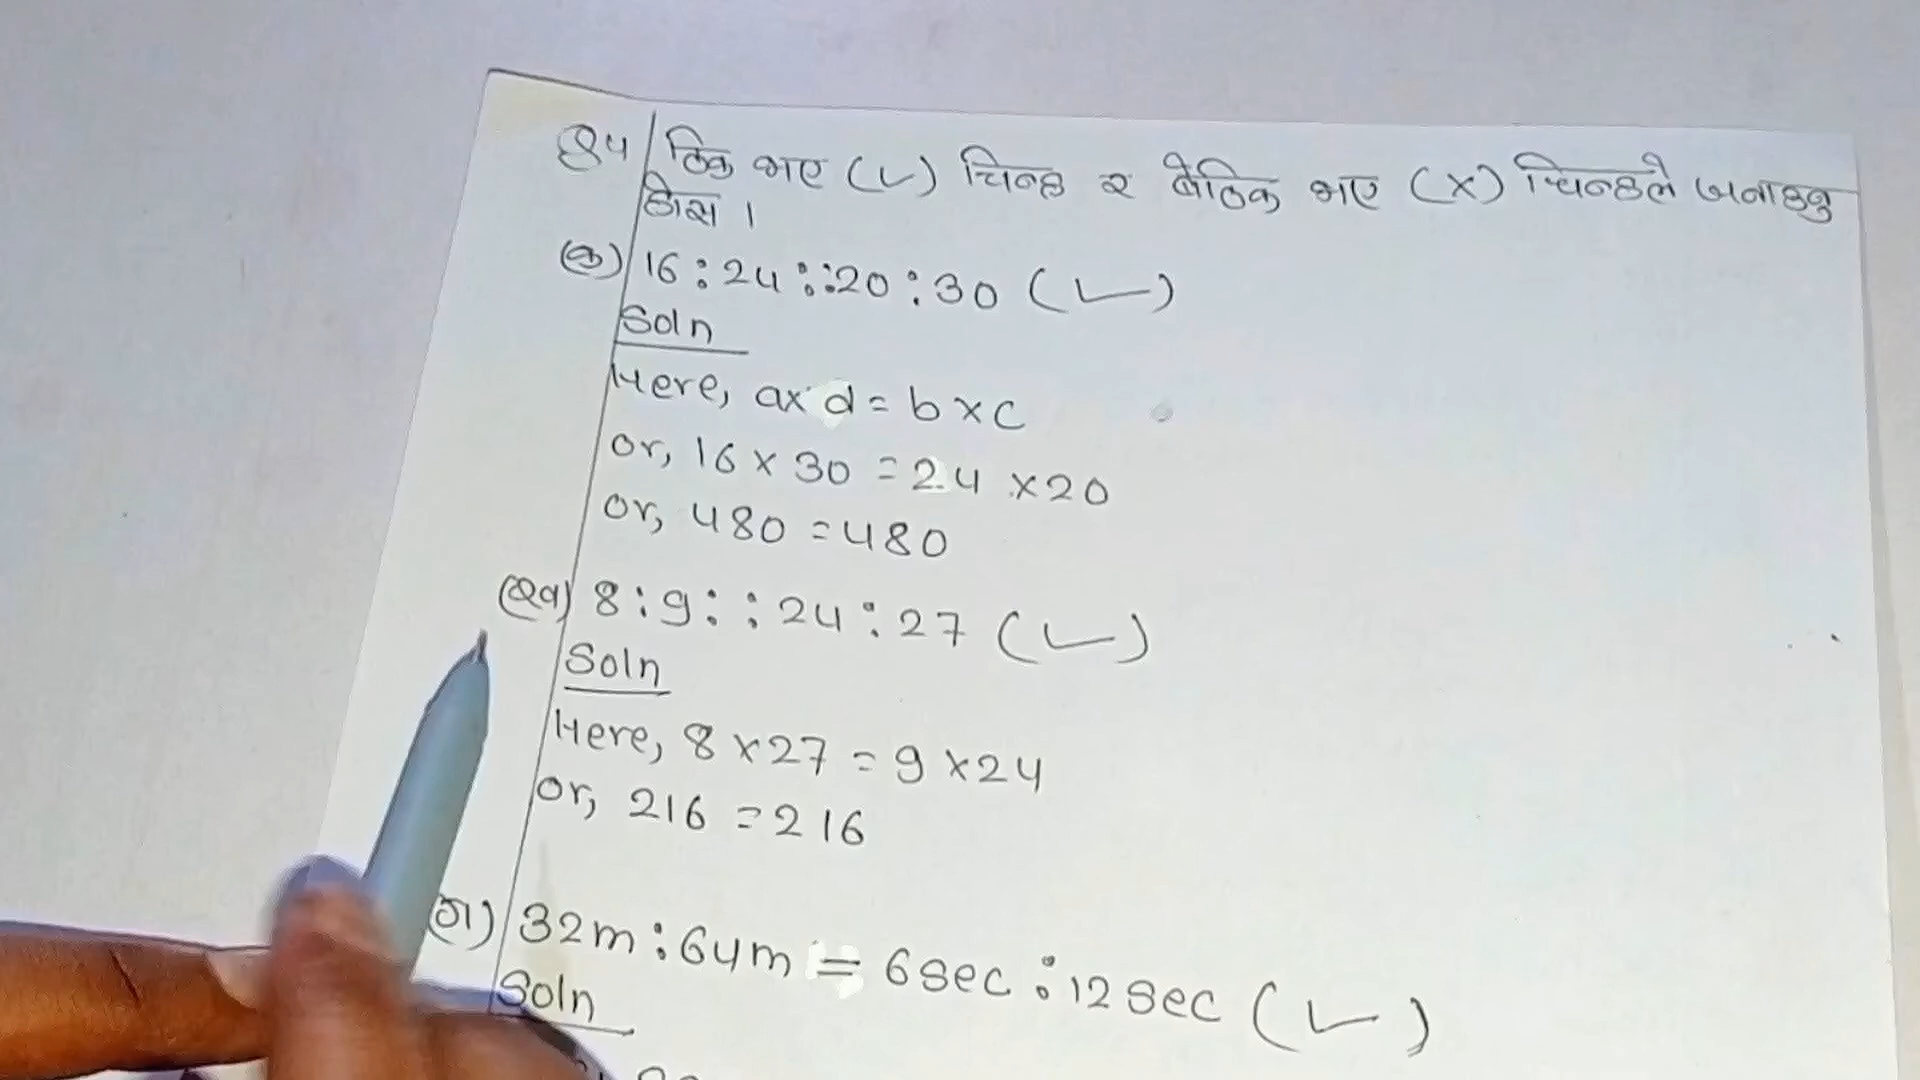 Q4 ठिक भए (✓) चिन्ह र बेठिक भए (×) चिन्हले जनाउनु
होस ।
(क) 16 : 24 :: 20 : 30 (✓)
Soln
Here, a×d = b×c
or, 16 × 30 = 24 × 20
or, 480 = 480
(ख) 8 : 9 :: 24 : 27 (✓)
Soln
Here, 8 × 27 = 9 × 24
or, 216 = 216
(ग) 32m : 64m = 6sec : 12sec (✓)
Soln